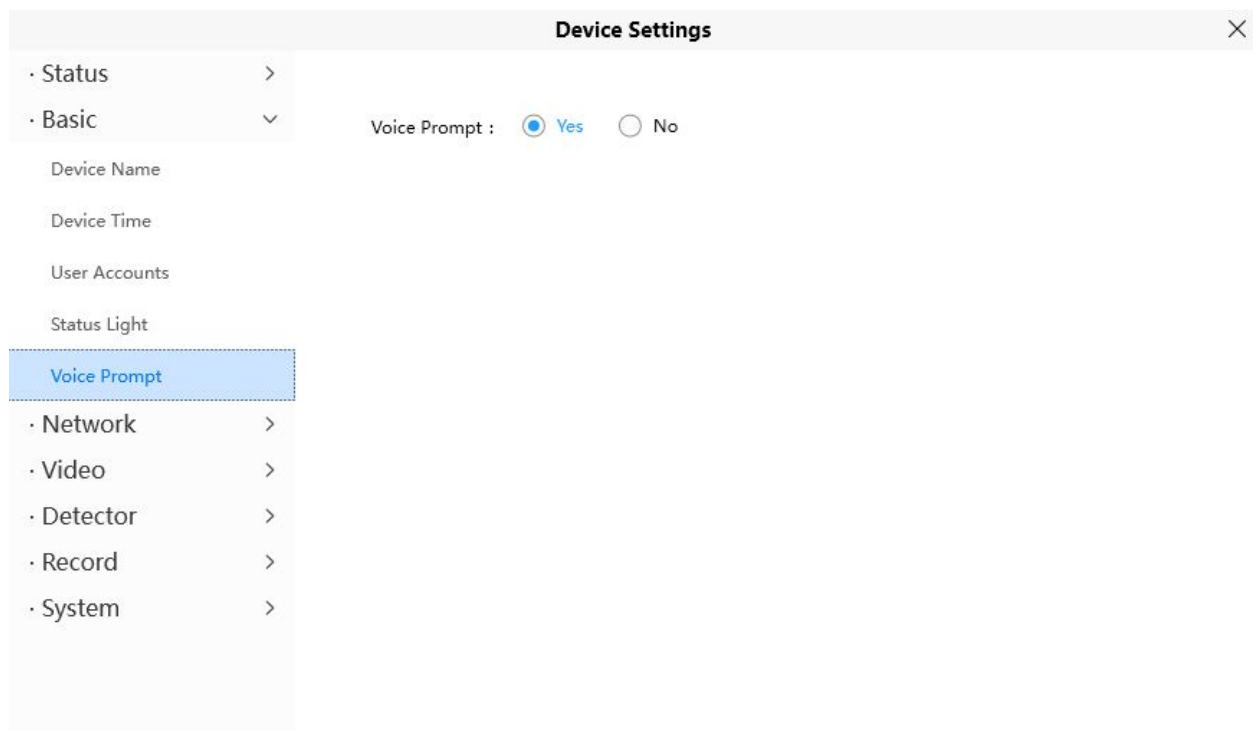 Device Settings
· Status
· Basic
Voice Prompt : Yes No
Device Name
Device Time
User Accounts
Status Light
Voice Prompt
· Network
· Video
· Detector
· Record
· System